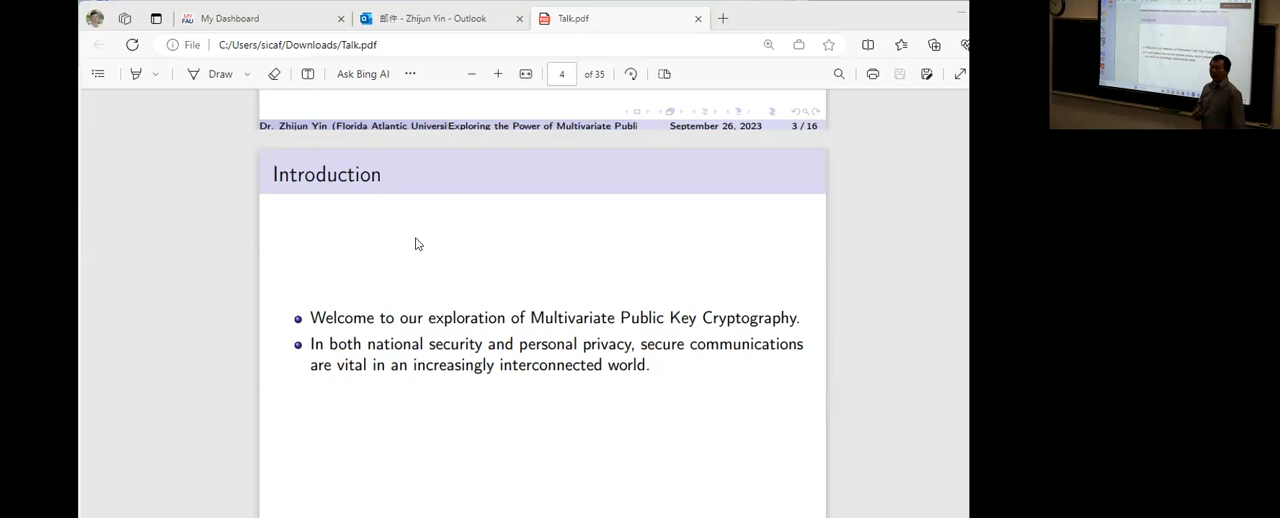 MY
FAU
My Dashboard
邮件 - Zhijun Yin - Outlook
Talk.pdf
File
C:/Users/sicaf/Downloads/Talk.pdf
Draw
Ask Bing AI
4
of 35
Dr. Zhijun Yin (Florida Atlantic Universi
Exploring the Power of Multivariate Publi
September 26, 2023
3 / 16
Introduction
Welcome to our exploration of Multivariate Public Key Cryptography.
In both national security and personal privacy, secure communications
are vital in an increasingly interconnected world.